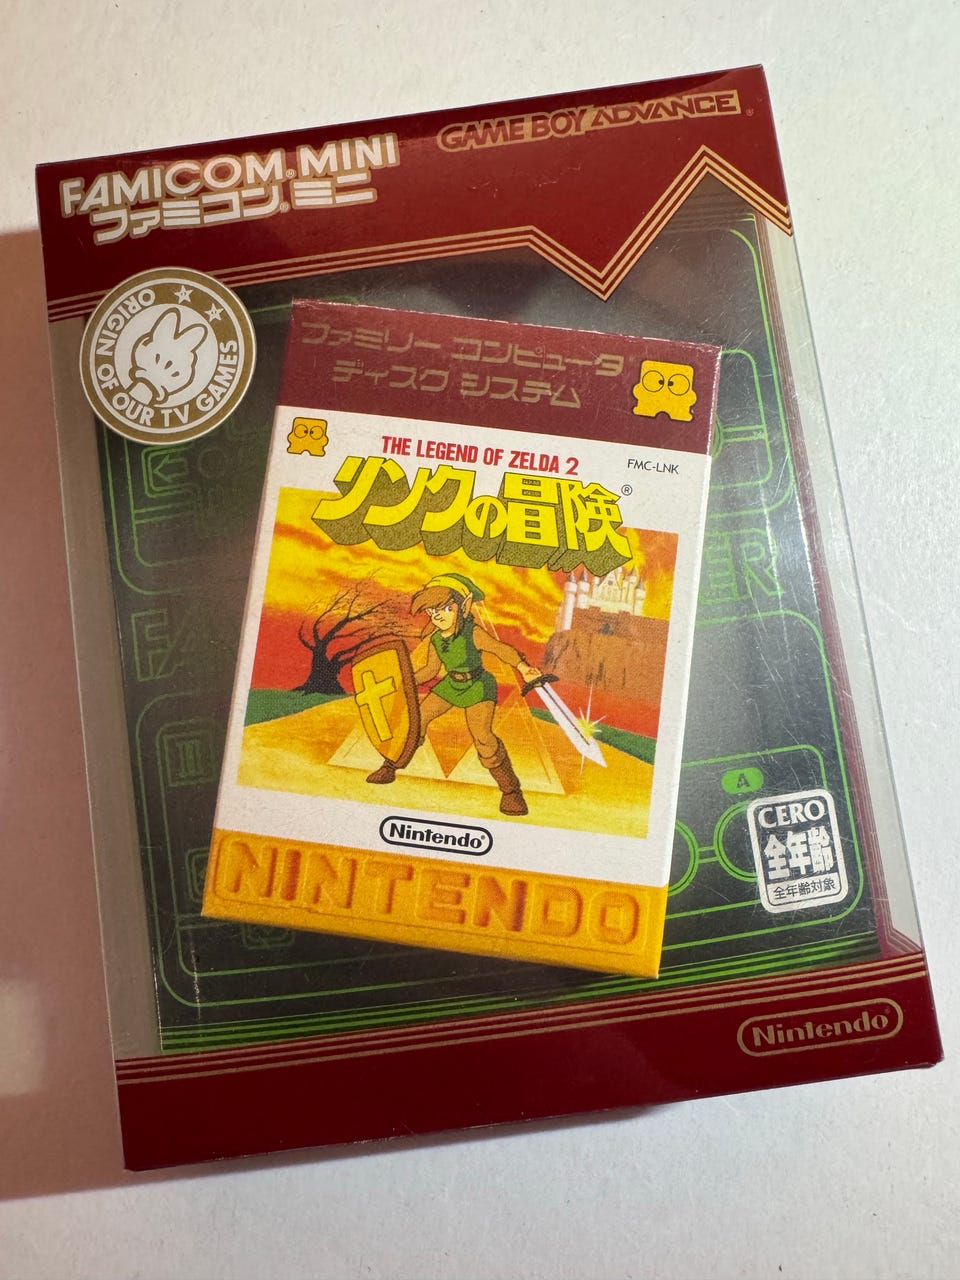 GAME BOY ADVANCE
FAMICOM® MINI
ファミコン®ミニ
ORIGIN OF OUR TV GAMES
ファミリー コンピュータ
ディスク システム
THE LEGEND OF ZELDA 2
FMC-LNK
リンクの冒険®
Nintendo®
NINTENDO
A
CERO
全年齢
全年齢対象
Nintendo®